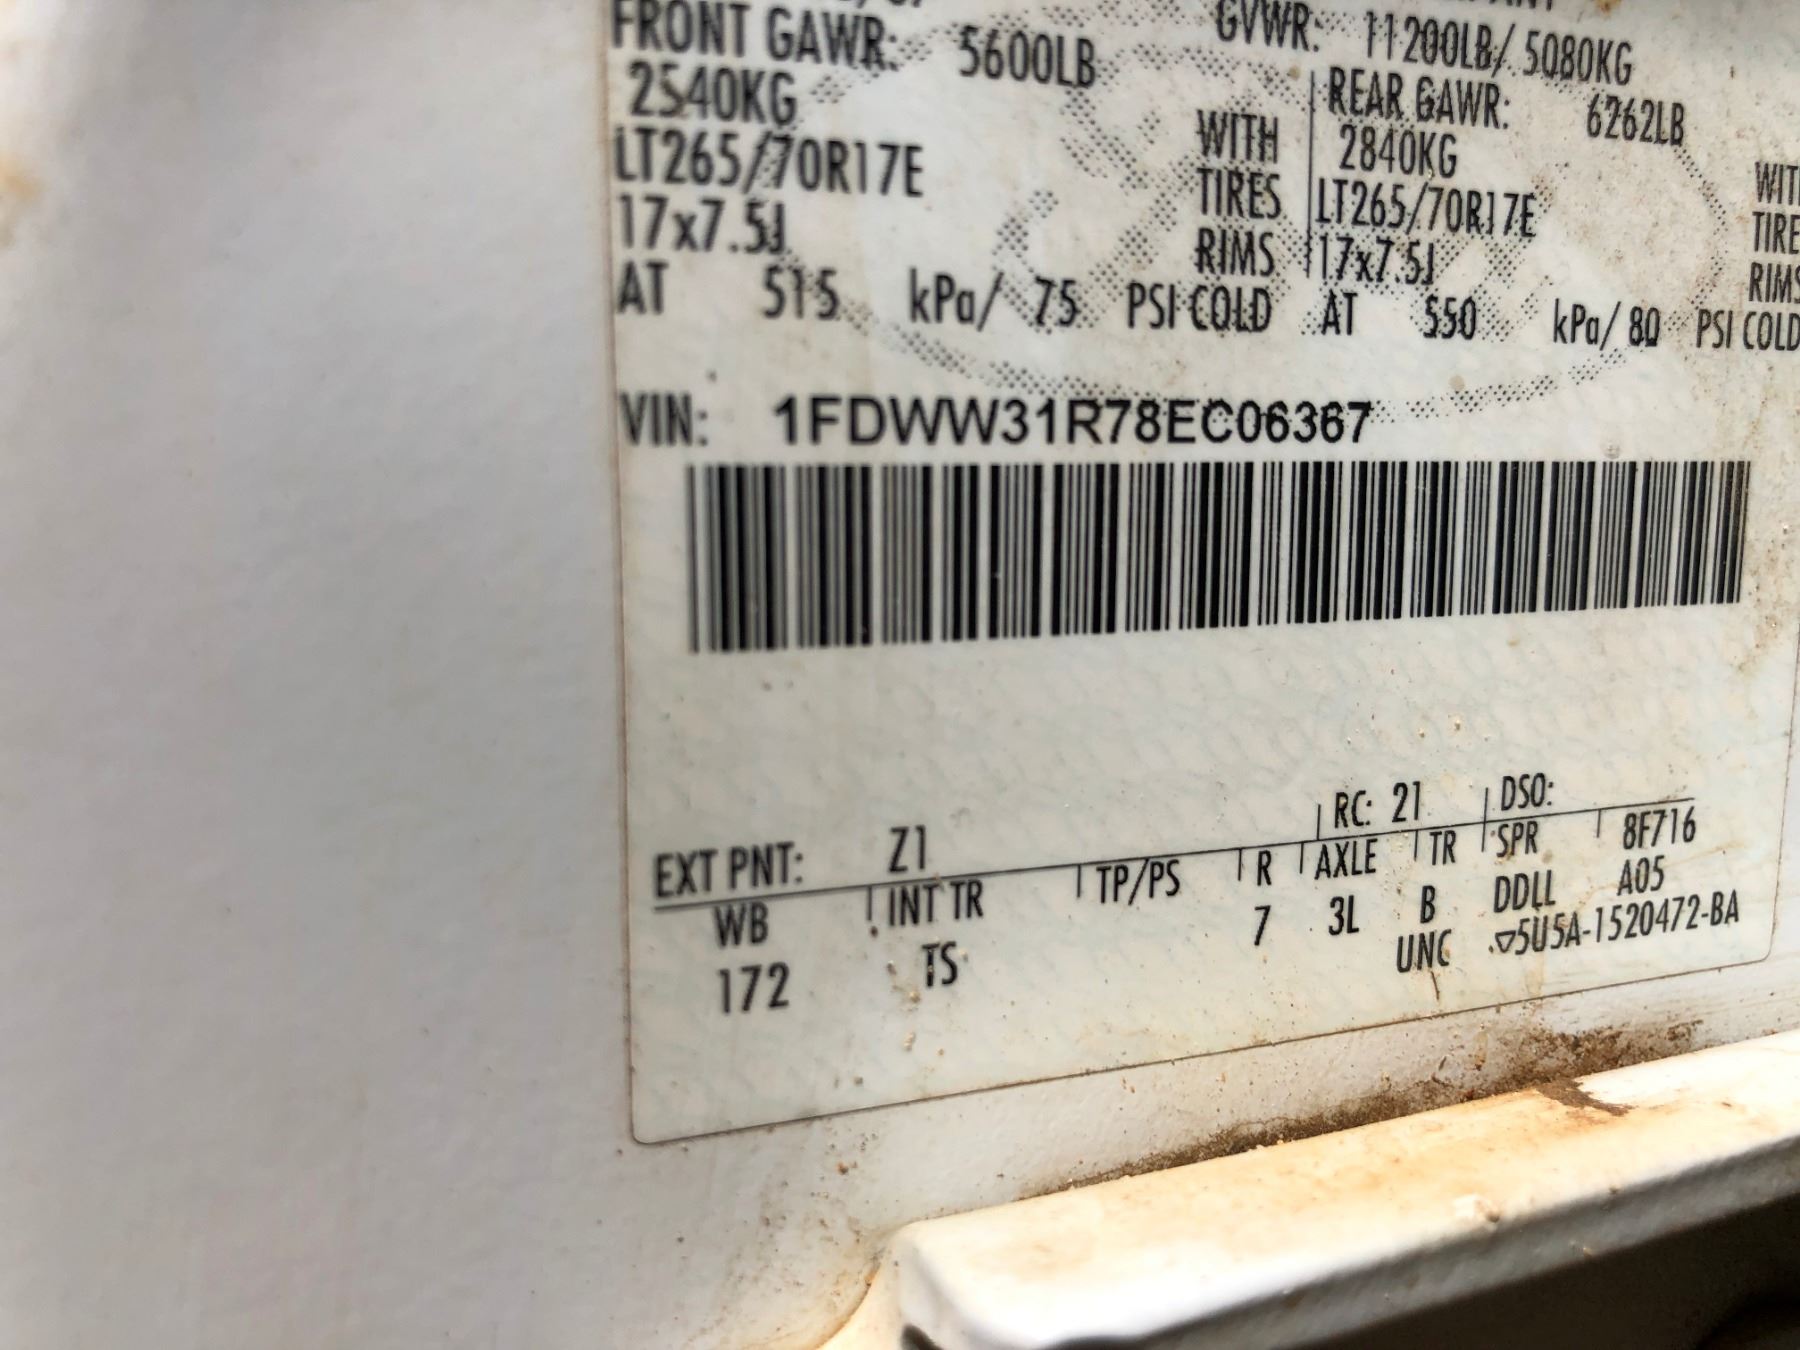 FRONT GAWR: 5600LB GVWR: 11200LB/ 5080KG
2540KG WITH REAR GAWR: 6262LB
LT265/70R17E TIRES 2840KG
17x7.5J RIMS LT265/70R17E
17x7.5J
AT 515 kPa/ 75 PSI COLD AT 550 kPa/ 80 PSI COLD
VIN: 1FDWW31R78EC06367
EXT PNT: Z1 RC: 21 DSO:
WB INT TR TP/PS R AXLE TR SPR 8F716
172 TS 7 3L B DDLL A05
UNC 5U5A-1520472-BA